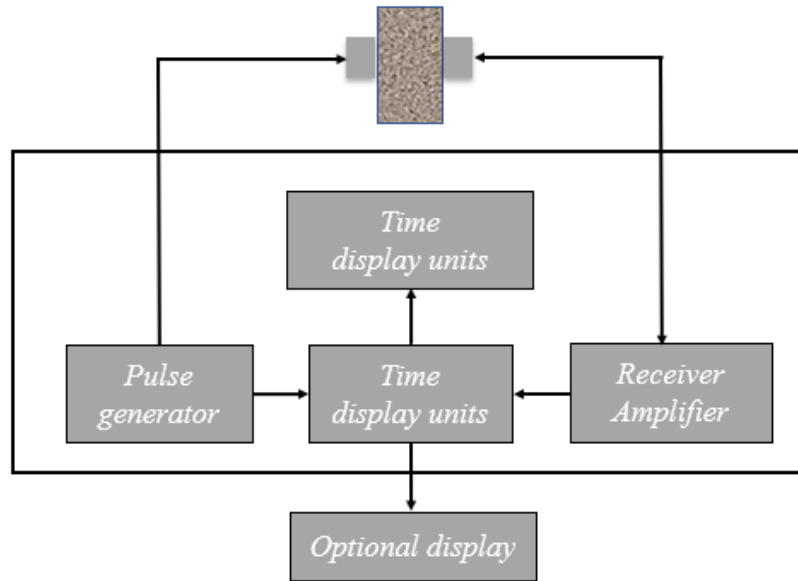 Time
display units
Pulse
generator
Time
display units
Receiver
Amplifier
Optional display